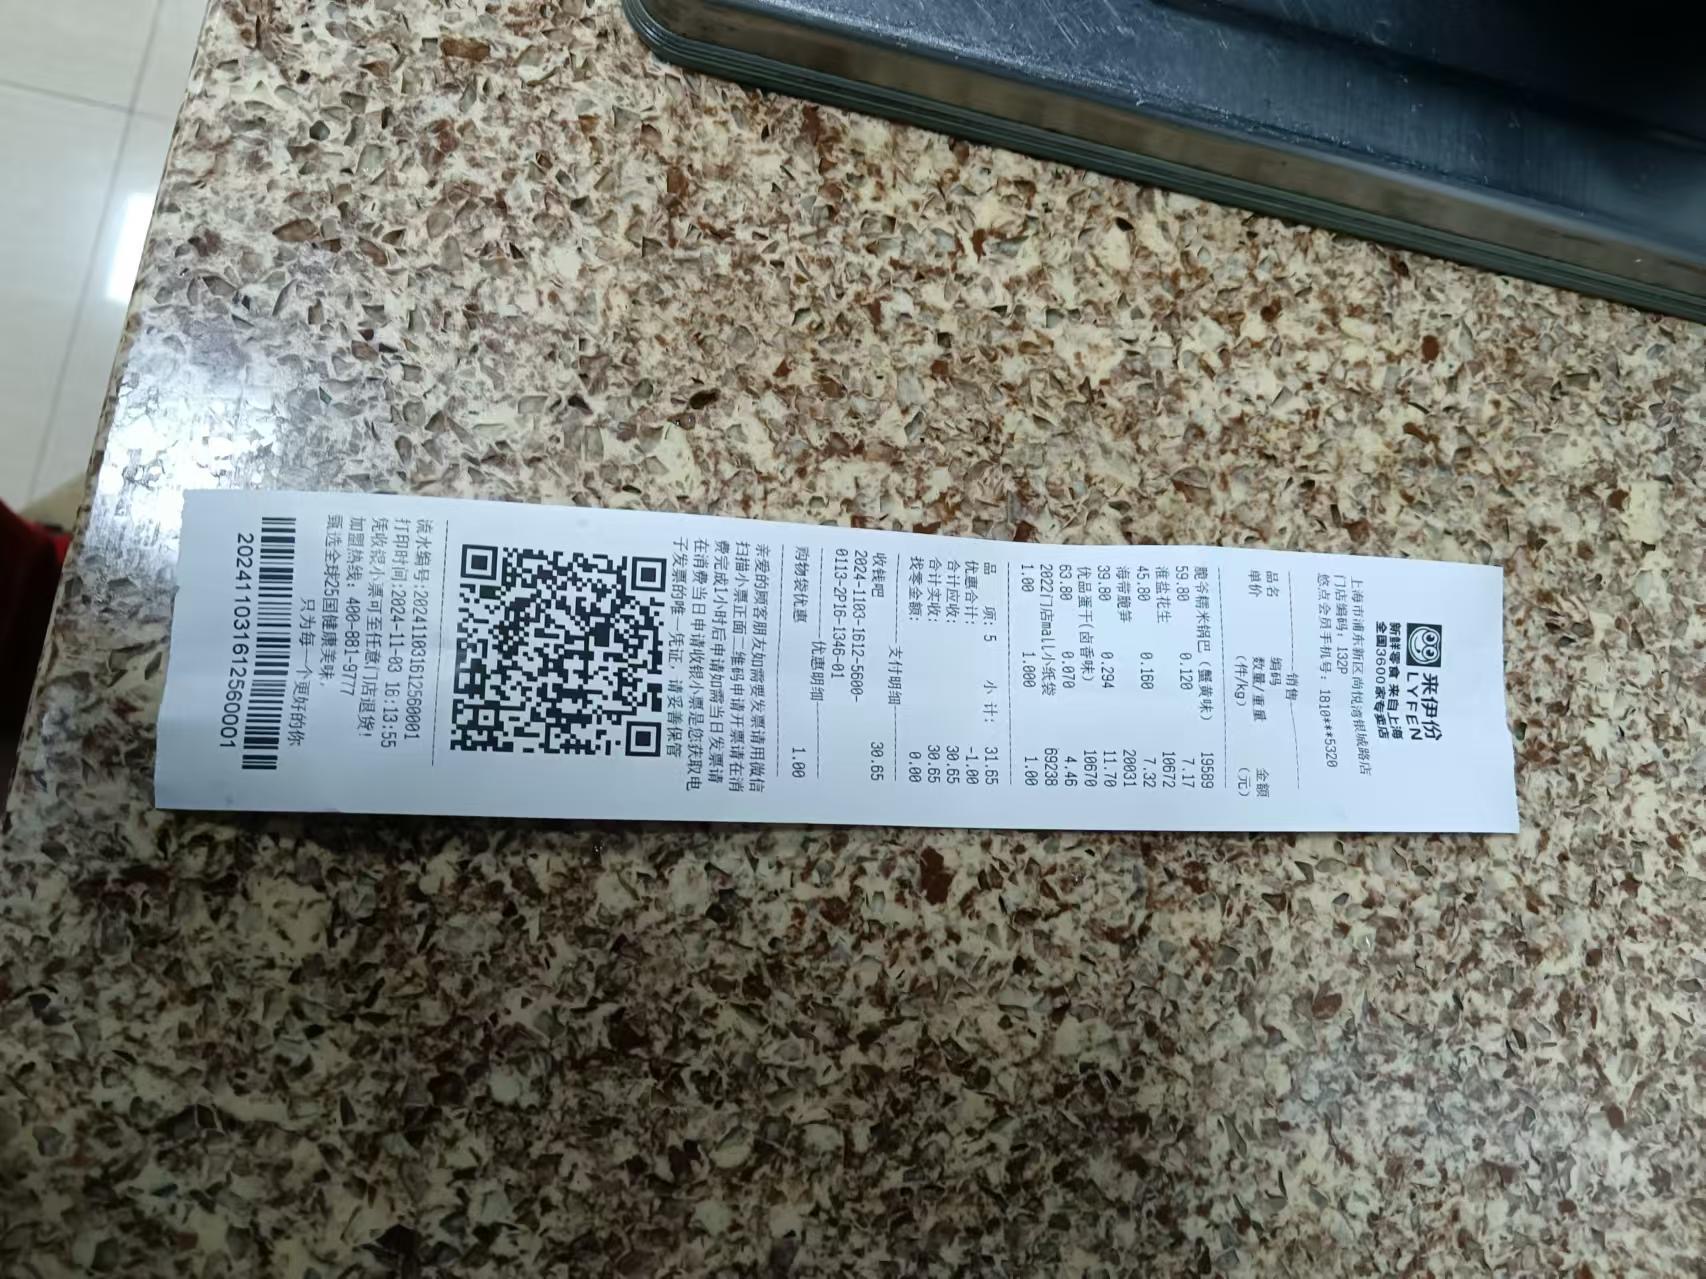 来伊份
LYFEN
新鲜零食 来自上海
全国3600家专卖店
上海市浦东新区尚悦湾银城路店
门店编码: 132P
悠点会员手机号: 1810**5320
销售
品名 编码 金额
单价 数量/重量 (元)
(件/kg)
脆爷糯米锅巴(蟹黄味) 19589
59.80 0.120 7.17
淮盐花生 10672
45.80 0.160 7.32
海带脆笋 20031
39.80 0.294 11.70
优品蛋干(卤香味) 10670
63.80 0.070 4.46
2022门店mall小纸袋 69238
1.00 1.000 1.00
品 项: 5 小 计: 31.65
优惠合计: -1.00
合计应收: 30.65
合计实收: 30.65
找零金额: 0.00
支付明细
收钱吧 30.65
2024-1103-1612-5600-
0113-2P16-1346-01
优惠明细
购物袋优惠 1.00
亲爱的顾客朋友如需要发票请用微信
扫描小票正面二维码申请开票请在消
费完成1小时后申请如需当日发票请
在消费当日申请收银小票是您获取电
子发票的唯一凭证，请妥善保管
流水编号:20241103161256001
打印时间:2024-11-03 16:13:55
凭收银小票可至任意门店退货!
加盟热线: 400-881-9777
甄选全球25国健康美味,
只为每一个更好的你
20241103161256001